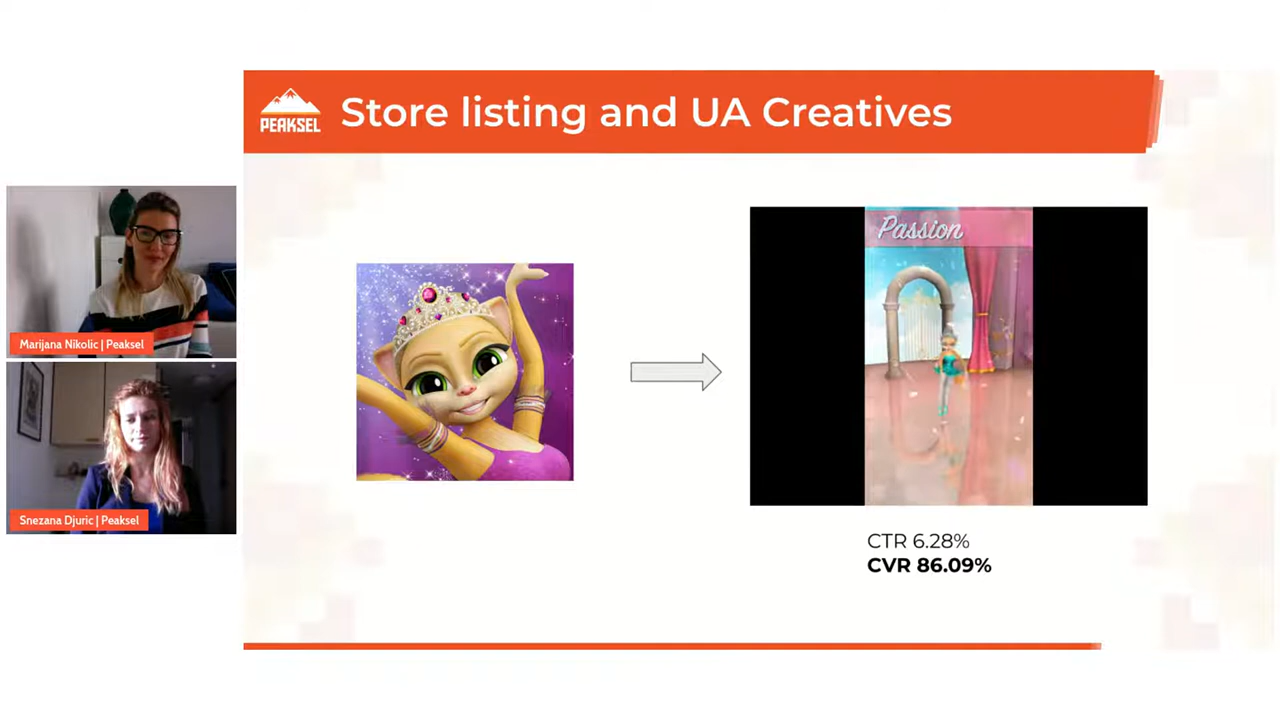 PEAKSEL
Store listing and UA Creatives
Marijana Nikolic | Peaksel
Snezana Djuric | Peaksel
Passion
CTR 6.28%
CVR 86.09%